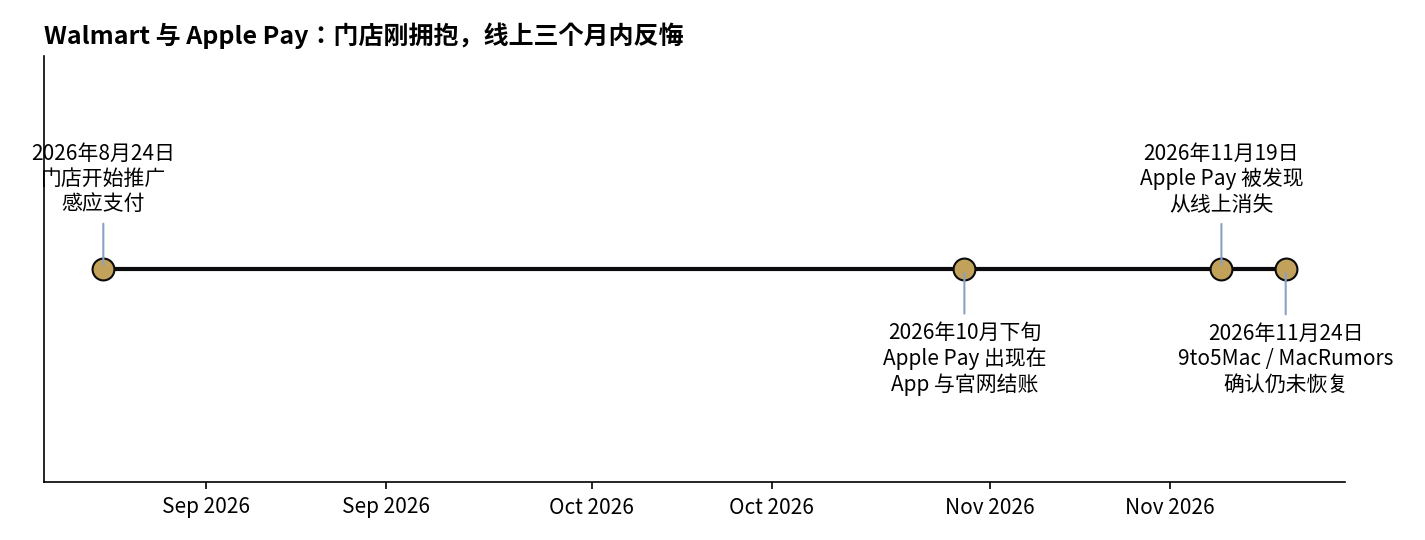 Walmart 与 Apple Pay：门店刚拥抱，线上三个月内反悔
2026年8月24日
门店开始推广
感应支付
2026年11月19日
Apple Pay 被发现
从线上消失
2026年10月下旬
Apple Pay 出现在
App 与官网结账
2026年11月24日
9to5Mac / MacRumors
确认仍未恢复
Sep 2026
Sep 2026
Oct 2026
Oct 2026
Nov 2026
Nov 2026